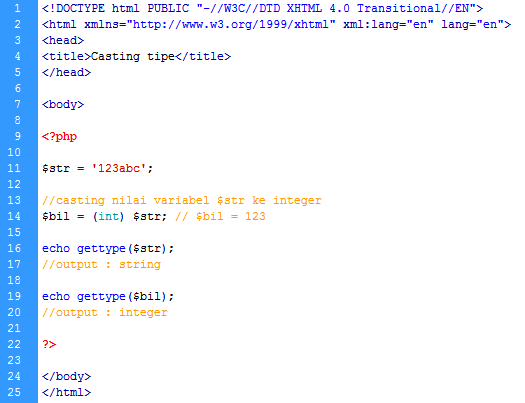 1 <!DOCTYPE html PUBLIC "-//W3C//DTD XHTML 4.0 Transitional//EN">
2 <html xmlns="http://www.w3.org/1999/xhtml" xml:lang="en" lang="en">
3 <head>
4 <title>Casting tipe</title>
5 </head>
6
7 <body>
8
9 <?php
10
11 $str = '123abc';
12
13 //casting nilai variabel $str ke integer
14 $bil = (int) $str; // $bil = 123
15
16 echo gettype($str);
17 //output : string
18
19 echo gettype($bil);
20 //output : integer
21
22 ?>
23
24 </body>
25 </html>